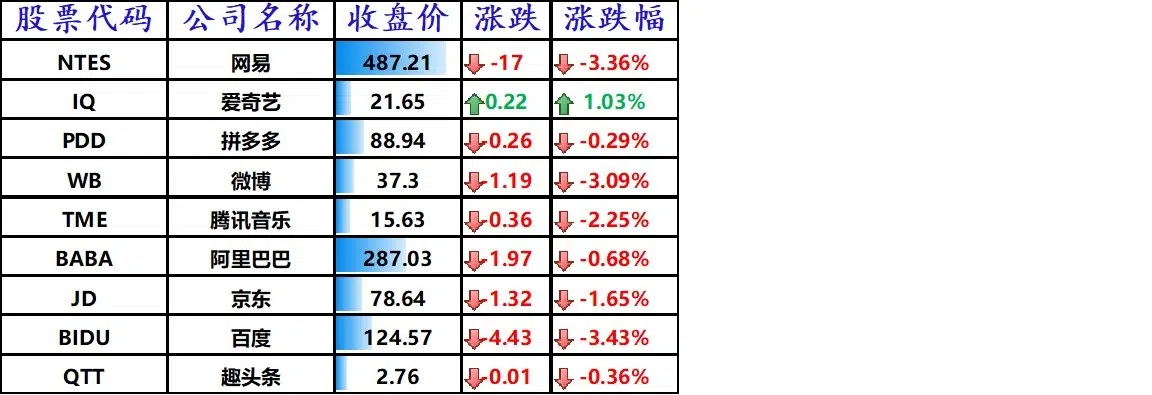 股票代码 公司名称 收盘价 涨跌 涨跌幅
NTES 网易 487.21 -17 -3.36%
IQ 爱奇艺 21.65 0.22 1.03%
PDD 拼多多 88.94 -0.26 -0.29%
WB 微博 37.3 -1.19 -3.09%
TME 腾讯音乐 15.63 -0.36 -2.25%
BABA 阿里巴巴 287.03 -1.97 -0.68%
JD 京东 78.64 -1.32 -1.65%
BIDU 百度 124.57 -4.43 -3.43%
QTT 趣头条 2.76 -0.01 -0.36%